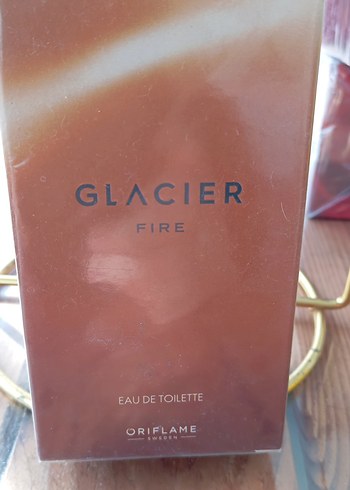 GLACIER
FIRE
EAU DE TOILETTE
ORIFLAME
SWEDEN